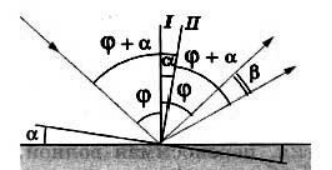 I II
φ + α α φ + α
β
φ φ
α